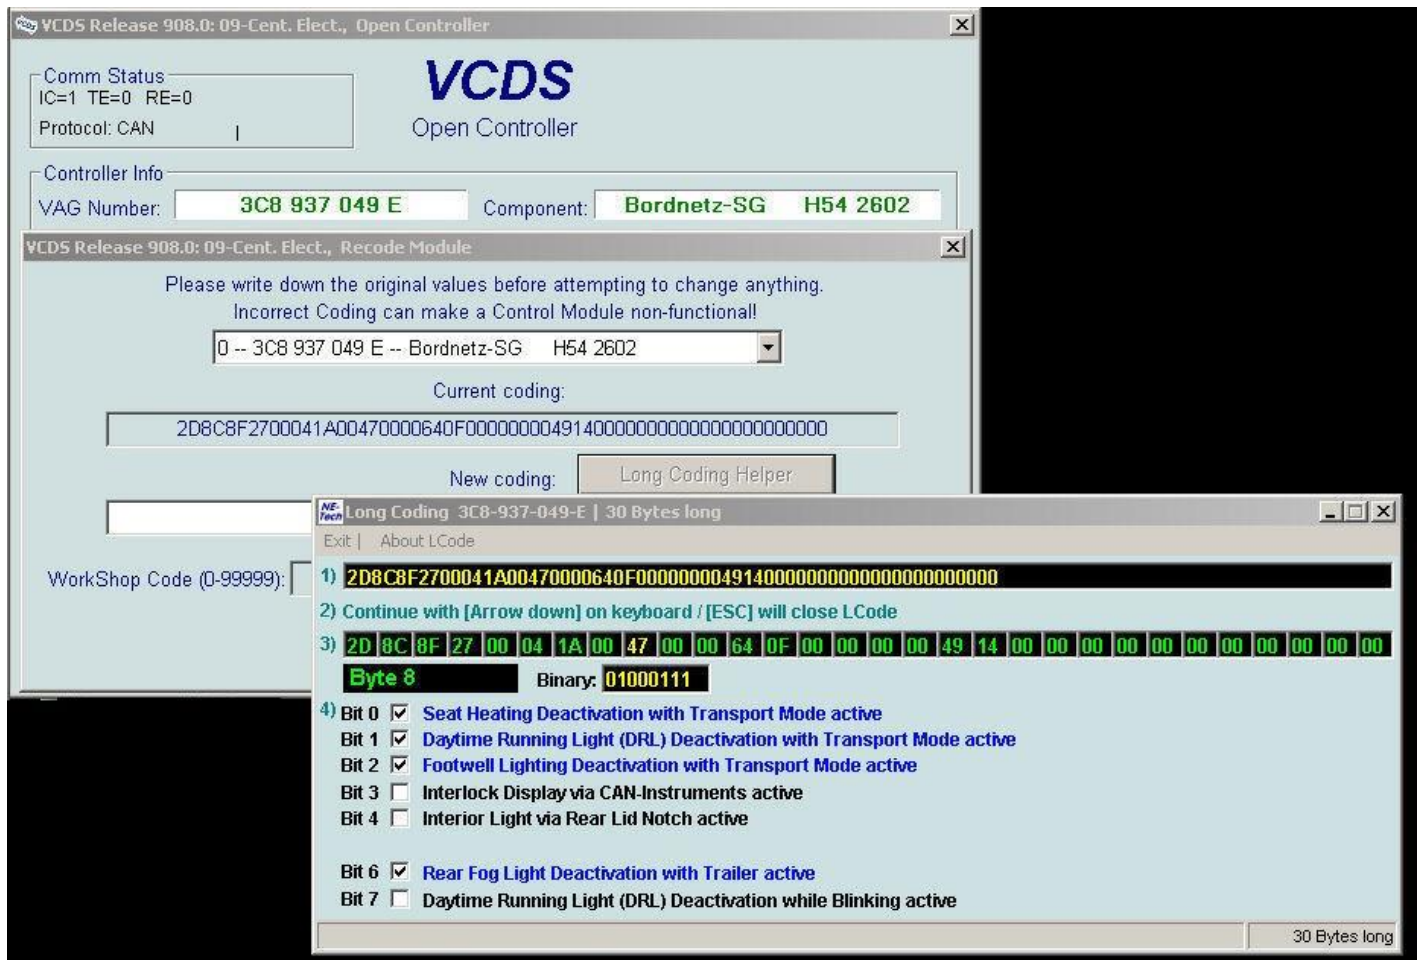 VCDS Release 908.0: 09-Cent. Elect., Open Controller
Comm Status
IC=1 TE=0 RE=0
Protocol: CAN
VCDS
Open Controller
Controller Info
VAG Number: 3C8 937 049 E Component: Bordnetz-SG H54 2602
VCDS Release 908.0: 09-Cent. Elect., Recode Module
Please write down the original values before attempting to change anything.
Incorrect Coding can make a Control Module non-functional!
0 -- 3C8 937 049 E -- Bordnetz-SG H54 2602
Current coding:
2D8C8F2700041A00470000640F00000000491400000000000000000000000
New coding: Long Coding Helper
WorkShop Code (0-99999):
NE-Tech Long Coding 3C8-937-049-E | 30 Bytes long
Exit | About LCode
1) 2D8C8F2700041A00470000640F00000000491400000000000000000000000
2) Continue with [Arrow down] on keyboard / [ESC] will close LCode
3) 2D 8C 8F 27 00 04 1A 00 47 00 00 64 0F 00 00 00 00 49 14 00 00 00 00 00 00 00 00 00 00 00
Byte 8 Binary: 01000111
4) Bit 0 Seat Heating Deactivation with Transport Mode active
Bit 1 Daytime Running Light (DRL) Deactivation with Transport Mode active
Bit 2 Footwell Lighting Deactivation with Transport Mode active
Bit 3 Interlock Display via CAN-Instruments active
Bit 4 Interior Light via Rear Lid Notch active
Bit 6 Rear Fog Light Deactivation with Trailer active
Bit 7 Daytime Running Light (DRL) Deactivation while Blinking active
30 Bytes long